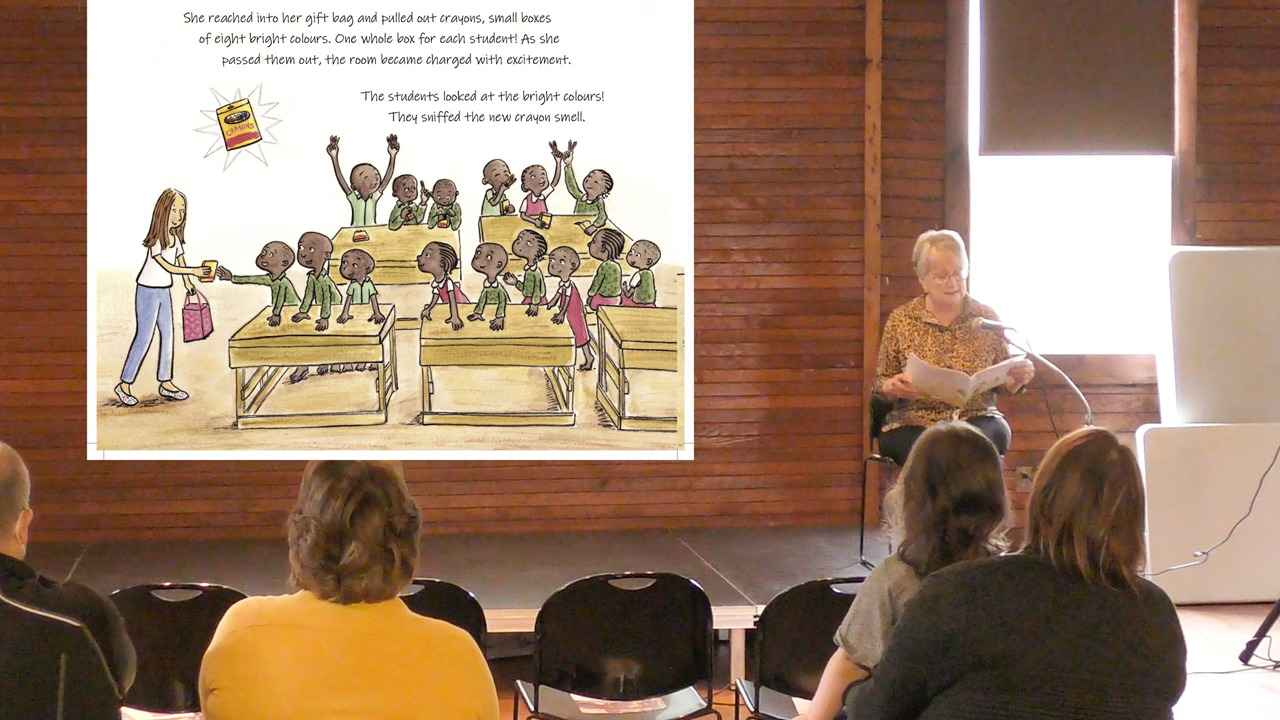 She reached into her gift bag and pulled out crayons, small boxes
of eight bright colours. One whole box for each student! As she
passed them out, the room became charged with excitement.
The students looked at the bright colours!
They sniffed the new crayon smell.
CRAYONS